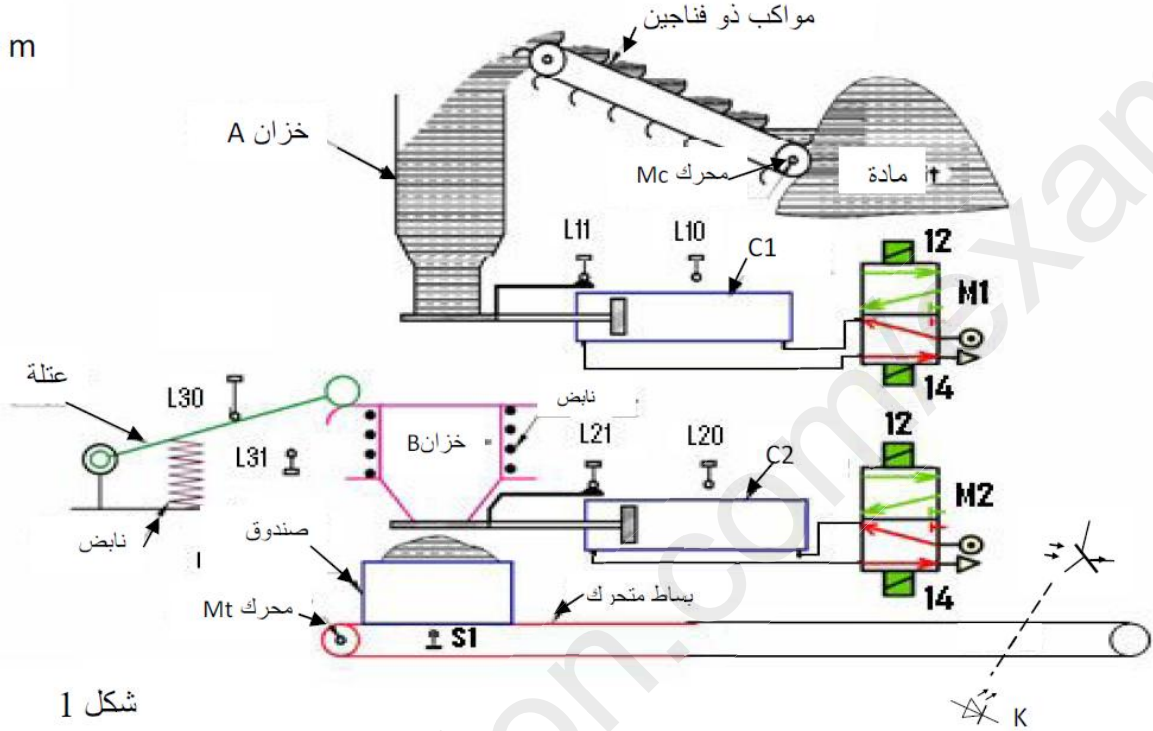 m
مواكب ذو فناجين
خزان A
محرك Mc
مادة
it
L11
L10
C1
12
M1
14
عتلة
L30
L31
نابض
خزانB
نابض
L21
L20
C2
12
M2
14
صندوق
محرك Mt
S1
بساط متحرك
K
شكل 1